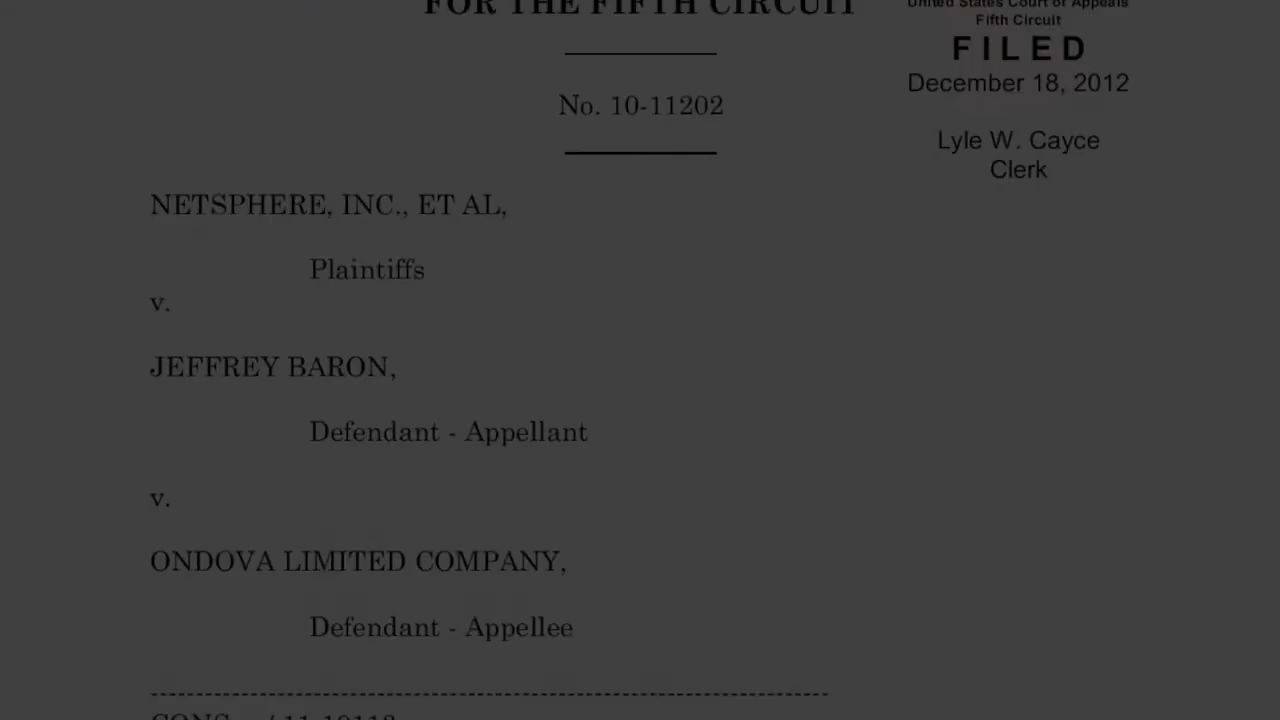 FOR THE FIFTH CIRCUIT
United States Court of Appeals
Fifth Circuit
FILED
December 18, 2012
Lyle W. Cayce
Clerk
No. 10-11202
NETSPHERE, INC., ET AL,
Plaintiffs
v.
JEFFREY BARON,
Defendant - Appellant
v.
ONDOVA LIMITED COMPANY,
Defendant - Appellee